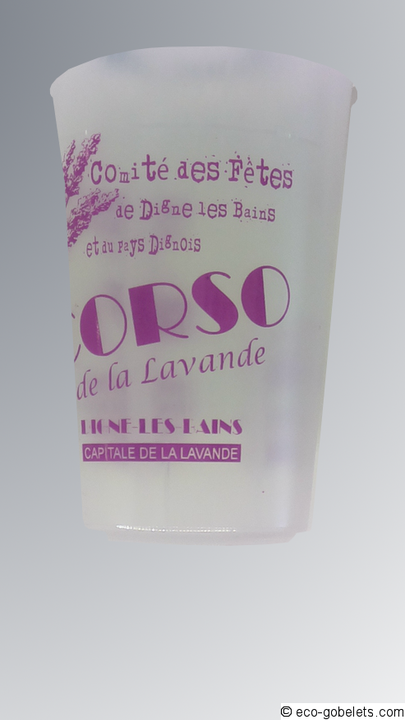 Comité des Fêtes
de Digne les Bains
et du Pays Dignois
CORSO
de la Lavande
DIGNE-LES-BAINS
CAPITALE DE LA LAVANDE
© eco-gobelets.com